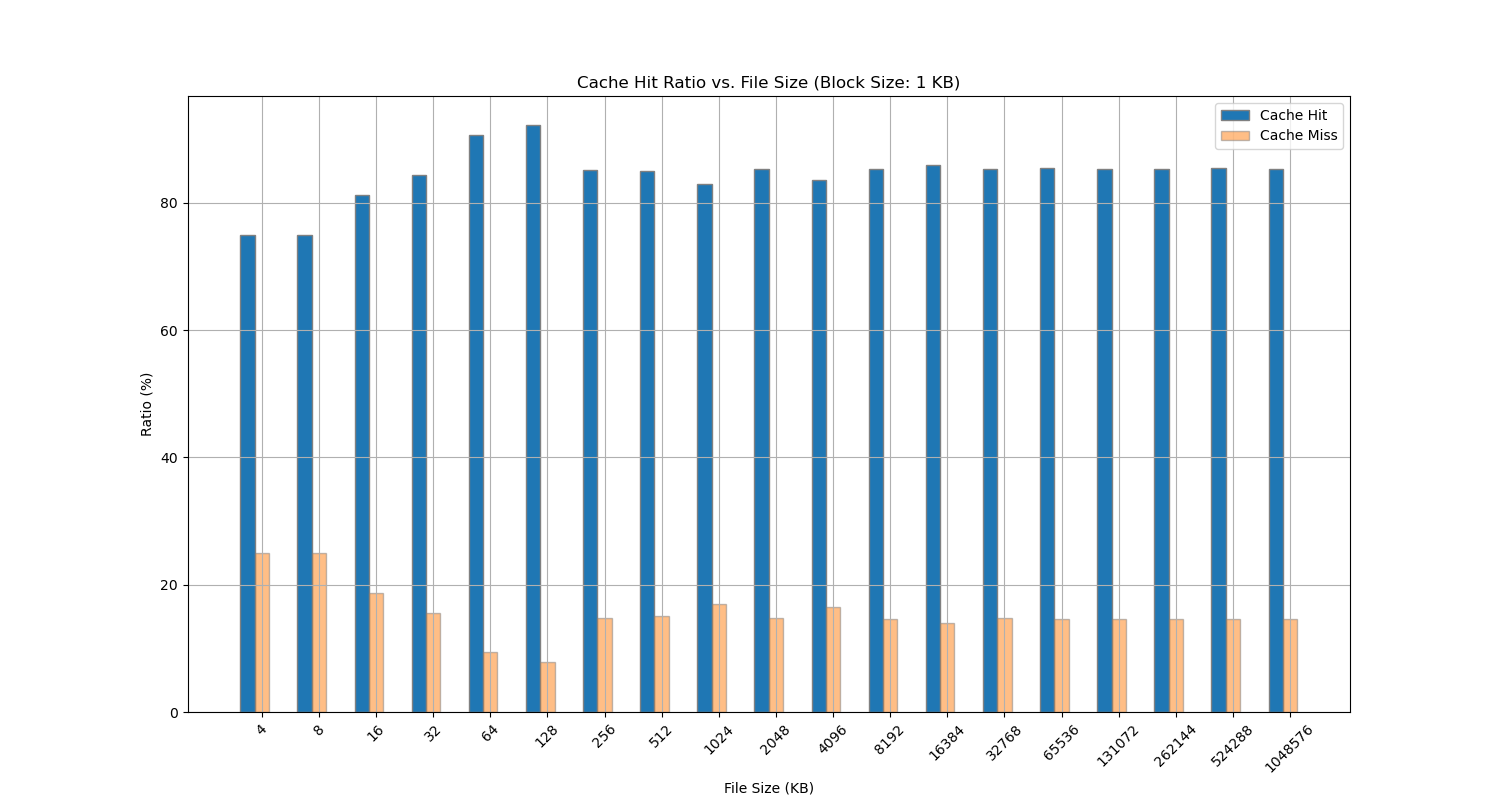 Cache Hit Ratio vs. File Size (Block Size: 1 KB)
Cache Hit
Cache Miss
Ratio (%)
80
60
40
20
0
4 8 16 32 64 128 256 512 1024 2048 4096 8192 16384 32768 65536 131072 262144 524288 1048576
File Size (KB)